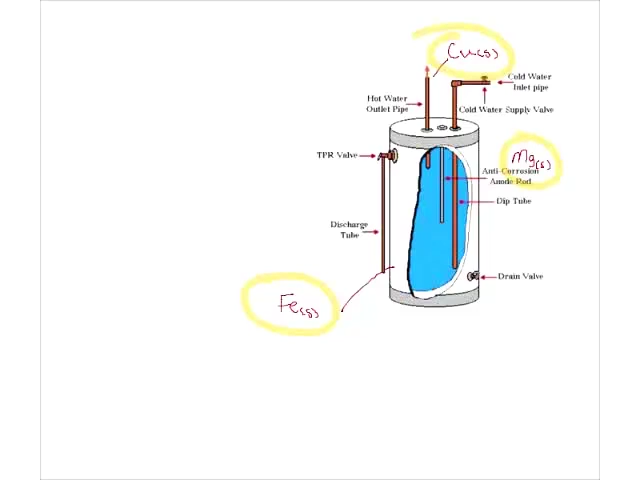 Cu(s)
Cold Water
Inlet pipe
Hot Water
Outlet Pipe
Cold Water Supply Valve
TPR Valve
Mg(s)
Anti-Corrosion
Anode Rod
Dip Tube
Discharge
Tube
Drain Valve
Fe(s)